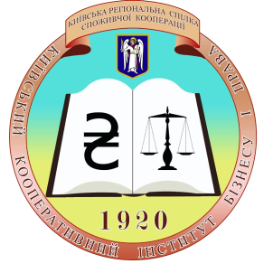 КИЇВСЬКА РЕГІОНАЛЬНА СПІЛКА
СПОЖИВЧОЇ КООПЕРАЦІЇ
КИЇВСЬКИЙ КООПЕРАТИВНИЙ ІНСТИТУТ БІЗНЕСУ І ПРАВА
₴
1920